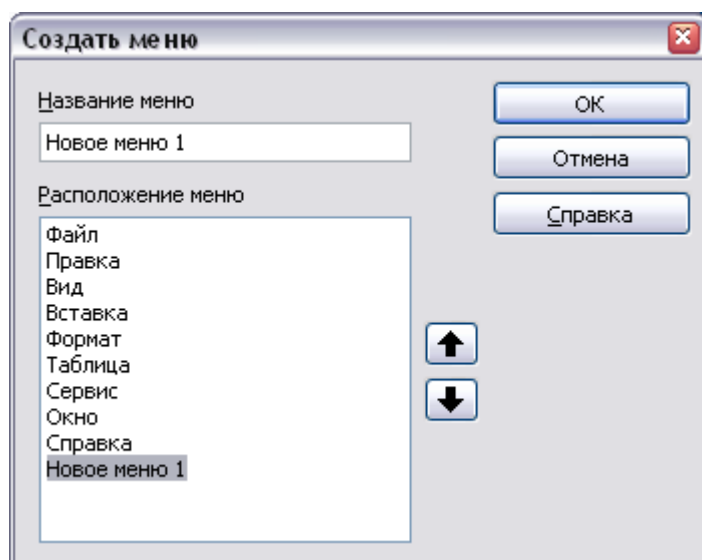 Создать меню
Название меню
Новое меню 1
Расположение меню
Файл
Правка
Вид
Вставка
Формат
Таблица
Сервис
Окно
Справка
Новое меню 1
ОК
Отмена
Справка